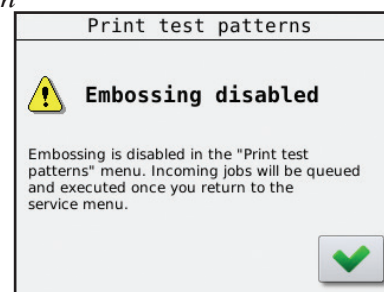 n
Print test patterns
Embossing disabled
Embossing is disabled in the "Print test
patterns" menu. Incoming jobs will be queued
and executed once you return to the
service menu.